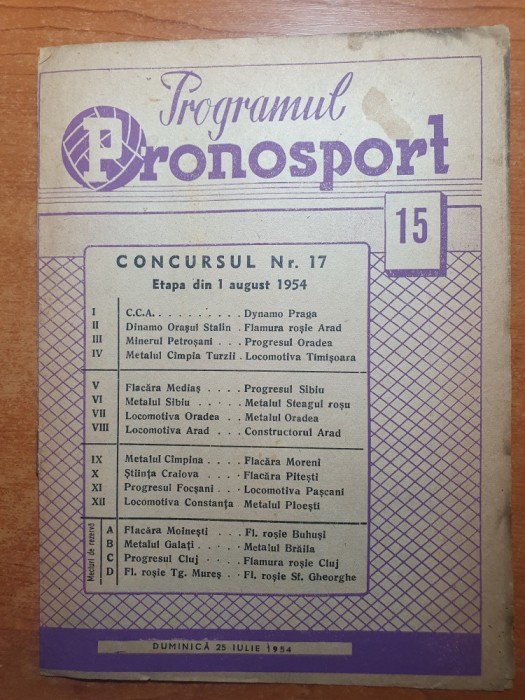 Programul
Pronosport
15
CONCURSUL Nr. 17
Etapa din 1 august 1954
I C.C.A. . . . . . . . . . Dynamo Praga
II Dinamo Orașul Stalin . Flamura roșie Arad
III Minerul Petroșani . . . Progresul Oradea
IV Metalul Cîmpia Turzii . Locomotiva Timișoara
V Flacăra Mediaș . . . . Progresul Sibiu
VI Metalul Sibiu . . . . . Metalul Steagul roșu
VII Locomotiva Oradea . . Metalul Oradea
VIII Locomotiva Arad . . . Constructorul Arad
IX Metalul Cîmpina . . . . Flacăra Moreni
X Știința Craiova . . . . Flacăra Pitești
XI Progresul Focșani . . . Locomotiva Pașcani
XII Locomotiva Constanța Metalul Ploești
Meciuri de rezervă
A Flacăra Moinești . . . Fl. roșie Buhuși
B Metalul Galați . . . . . Metalul Brăila
C Progresul Cluj . . . . Flamura roșie Cluj
D Fl. roșie Tg. Mureș . . Fl. roșie Sf. Gheorghe
DUMINICĂ 25 IULIE 1954